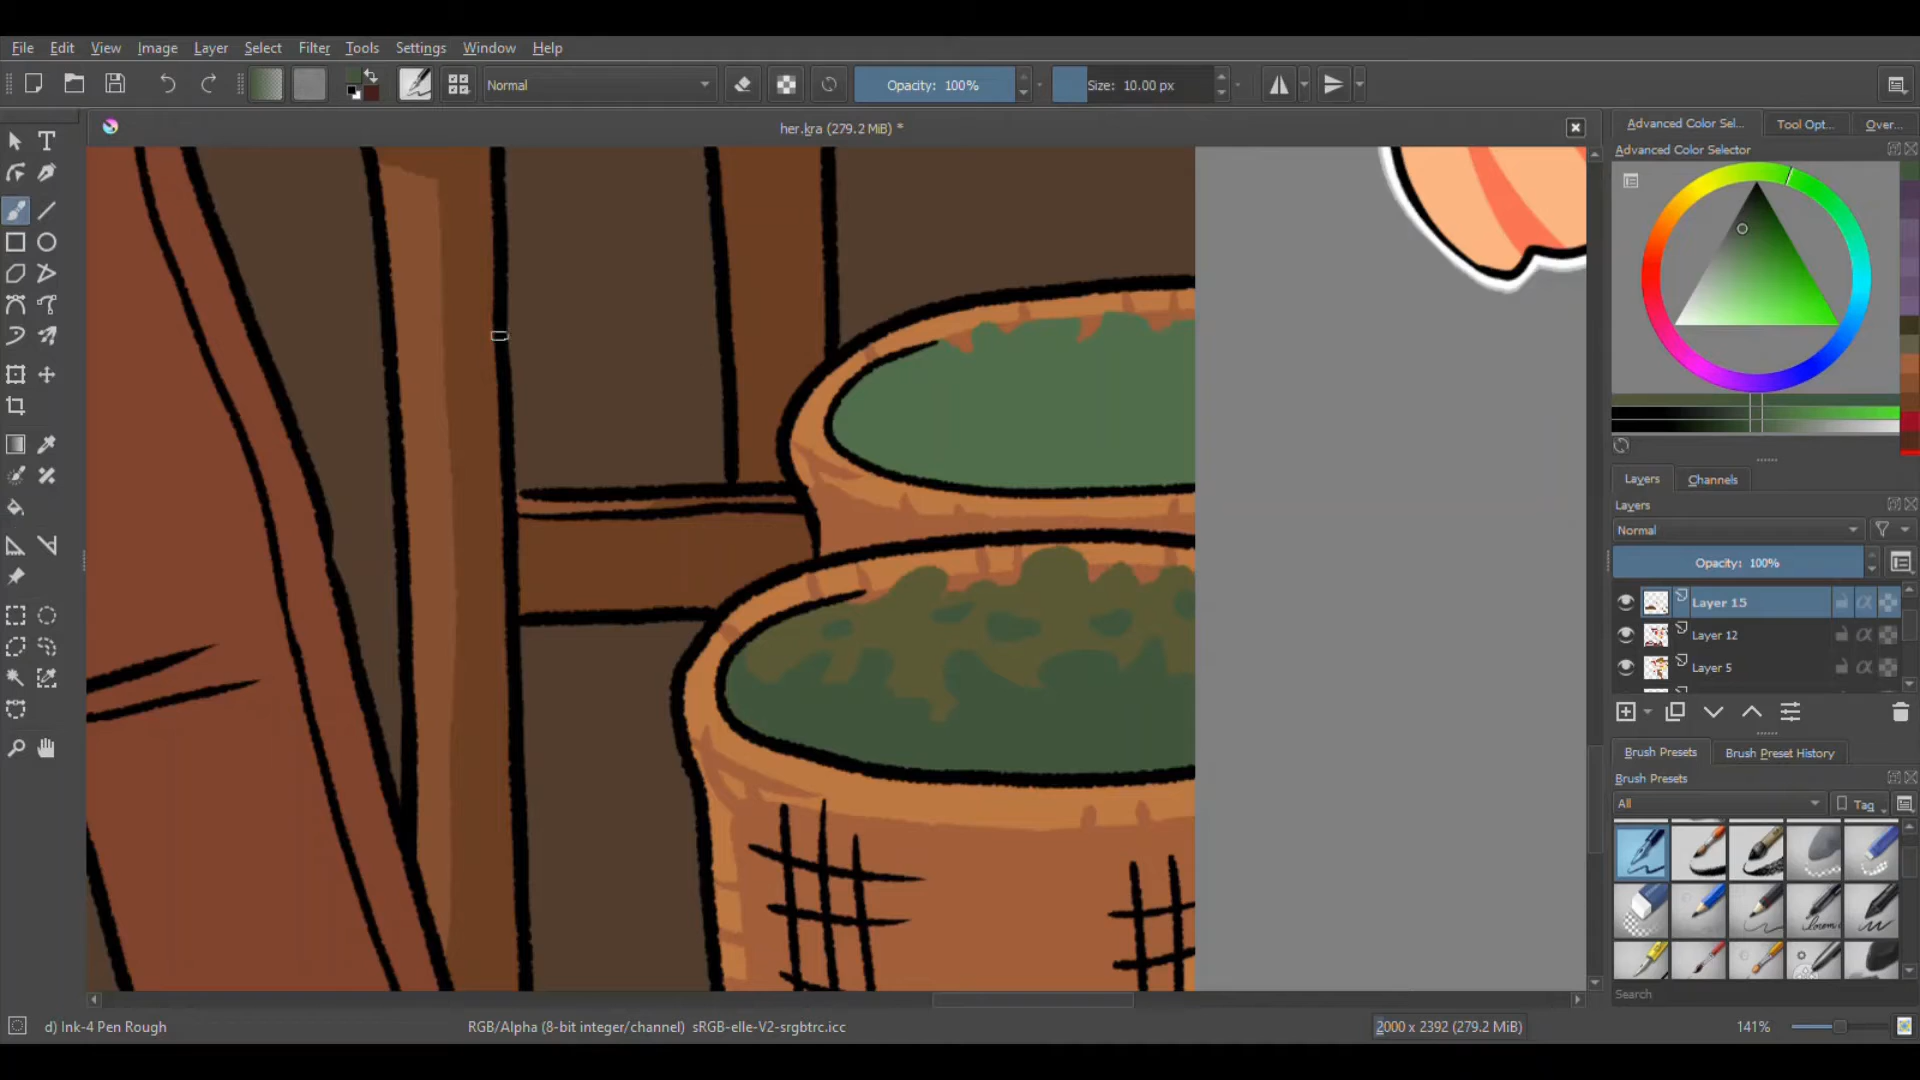 File Edit View Image Layer Select Filter Tools Settings Window Help
Normal Opacity: 100% Size: 10.00 px
her.kra (279.2 MiB) *
Advanced Color Sel... Tool Opt... Over...
Advanced Color Selector
Layers Channels
Layers
Normal
Opacity: 100%
Layer 15
Layer 12
Layer 5
Brush Presets Brush Preset History
Brush Presets
All Tag
Search
d) Ink-4 Pen Rough RGB/Alpha (8-bit integer/channel) sRGB-elle-V2-srgbtrc.icc 2000 x 2392 (279.2 MiB) 141%